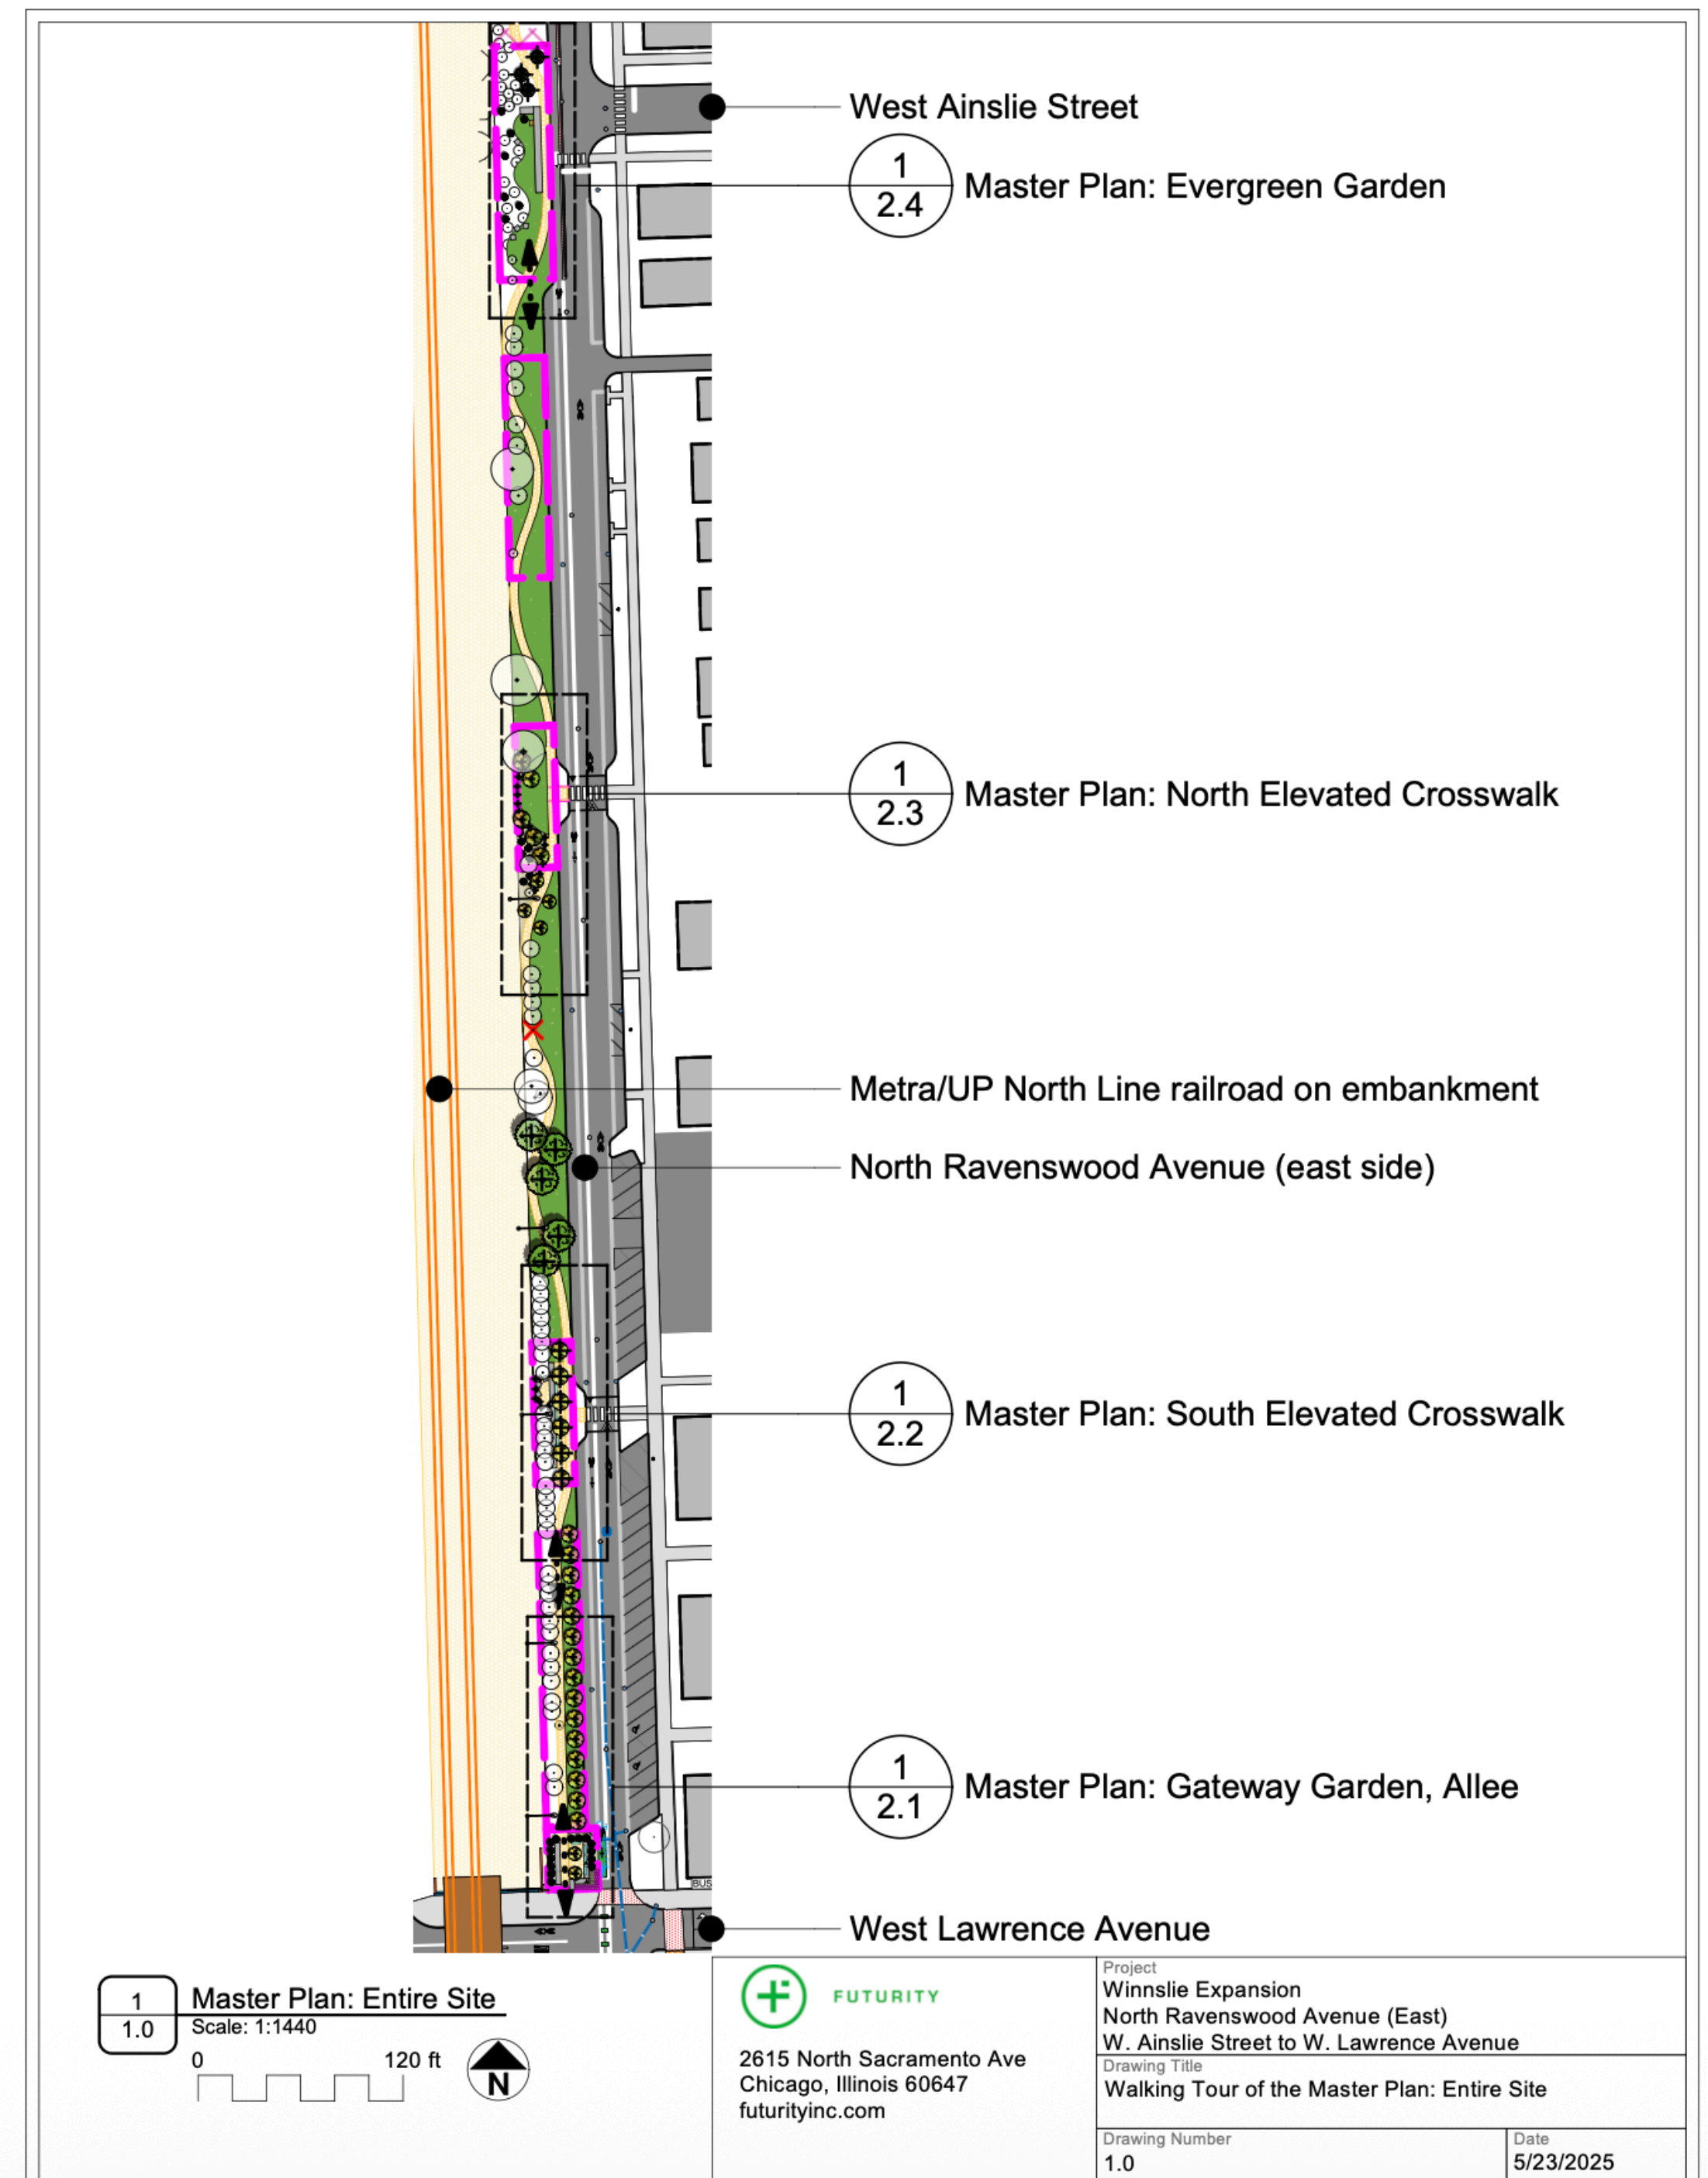 West Ainslie Street
1
2.4
Master Plan: Evergreen Garden
1
2.3
Master Plan: North Elevated Crosswalk
Metra/UP North Line railroad on embankment
North Ravenswood Avenue (east side)
1
2.2
Master Plan: South Elevated Crosswalk
1
2.1
Master Plan: Gateway Garden, Allee
BUS
West Lawrence Avenue
1
1.0
Master Plan: Entire Site
Scale: 1:1440
0 120 ft
N
FUTURITY
2615 North Sacramento Ave
Chicago, Illinois 60647
futurityinc.com
Project
Winnslie Expansion
North Ravenswood Avenue (East)
W. Ainslie Street to W. Lawrence Avenue
Drawing Title
Walking Tour of the Master Plan: Entire Site
Drawing Number
1.0
Date
5/23/2025